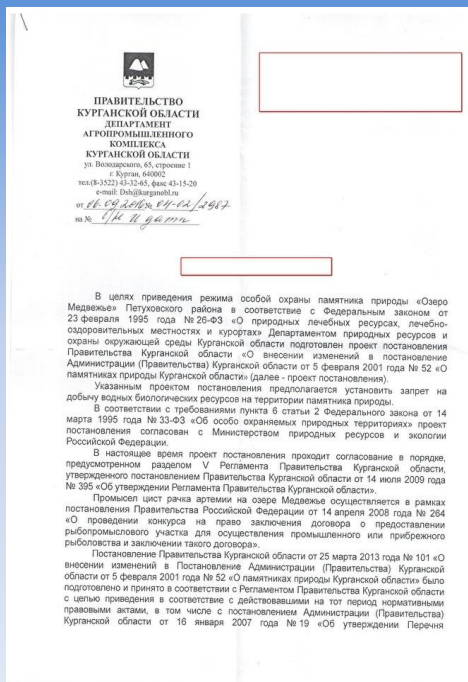 ПРАВИТЕЛЬСТВО
КУРГАНСКОЙ ОБЛАСТИ
ДЕПАРТАМЕНТ
АГРОПРОМЫШЛЕННОГО
КОМПЛЕКСА
КУРГАНСКОЙ ОБЛАСТИ
ул. Володарского, 65, строение 1
г. Курган, 640002
тел.(8-3522) 43-32-65, факс 43-15-20
e-mail: Dsh@kurganobl.ru
от 06.09.2016 № 04-02/2987
на № б/н и даты
В целях приведения режима особой охраны памятника природы «Озеро
Медвежье» Петуховского района в соответствие с Федеральным законом от
23 февраля 1995 года № 26-ФЗ «О природных лечебных ресурсах, лечебно-
оздоровительных местностях и курортах» Департаментом природных ресурсов и
охраны окружающей среды Курганской области подготовлен проект постановления
Правительства Курганской области «О внесении изменений в постановление
Администрации (Правительства) Курганской области от 5 февраля 2001 года № 52 «О
памятниках природы Курганской области» (далее - проект постановления).
Указанным проектом постановления предполагается установить запрет на
добычу водных биологических ресурсов на территории памятника природы.
В соответствии с требованиями пункта 6 статьи 2 Федерального закона от 14
марта 1995 года № 33-ФЗ «Об особо охраняемых природных территориях» проект
постановления согласован с Министерством природных ресурсов и экологии
Российской Федерации.
В настоящее время проект постановления проходит согласование в порядке,
предусмотренном разделом V Регламента Правительства Курганской области,
утвержденного постановлением Правительства Курганской области от 14 июля 2009 года
№ 395 «Об утверждении Регламента Правительства Курганской области».
Промысел цист рачка артемии на озере Медвежье осуществляется в рамках
постановления Правительства Российской Федерации от 14 апреля 2008 года № 264
«О проведении конкурса на право заключения договора о предоставлении
рыбопромыслового участка для осуществления промышленного или прибрежного
рыболовства и заключении такого договора».
Постановление Правительства Курганской области от 25 марта 2013 года № 101 «О
внесении изменений в Постановление Администрации (Правительства) Курганской
области от 5 февраля 2001 года № 52 «О памятниках природы Курганской области» было
подготовлено и принято в соответствии с Регламентом Правительства Курганской области
с целью приведения в соответствие с действовавшими на тот период нормативными
правовыми актами, в том числе с постановлением Администрации (Правительства)
Курганской области от 16 января 2007 года № 19 «Об утверждении Перечня